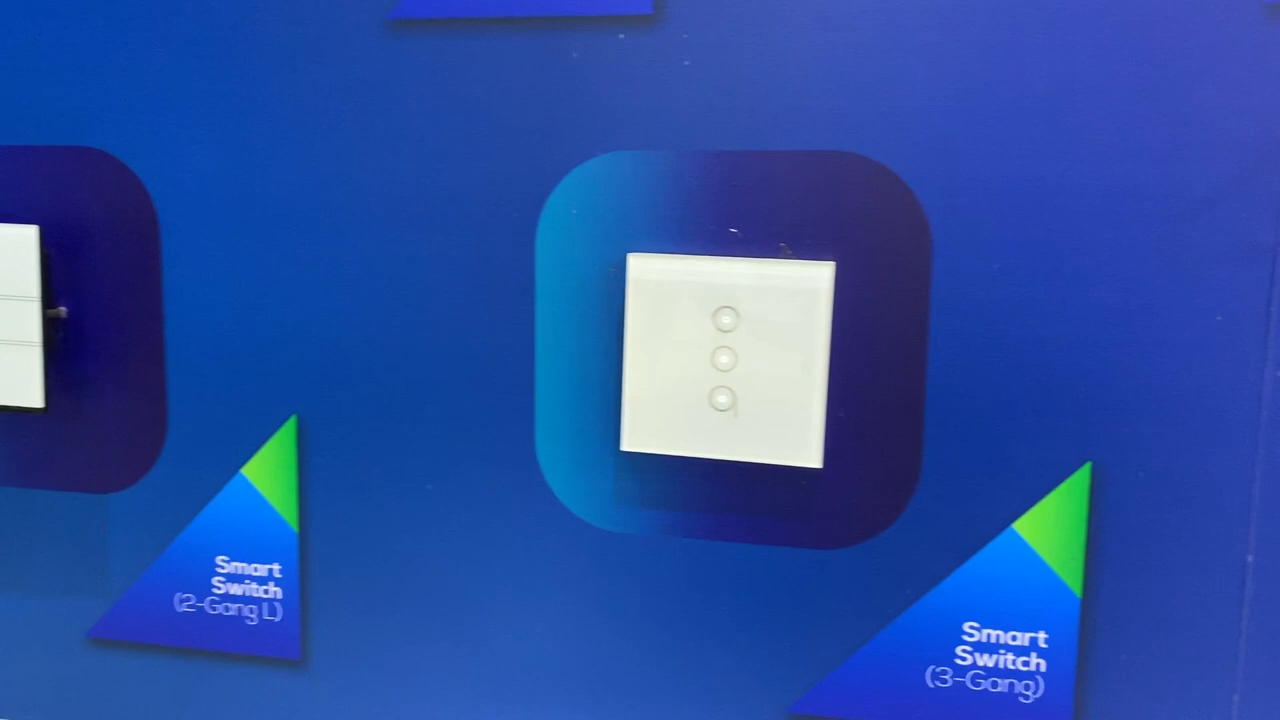 Smart
Switch
(2-Gang L)
Smart
Switch
(3-Gang)